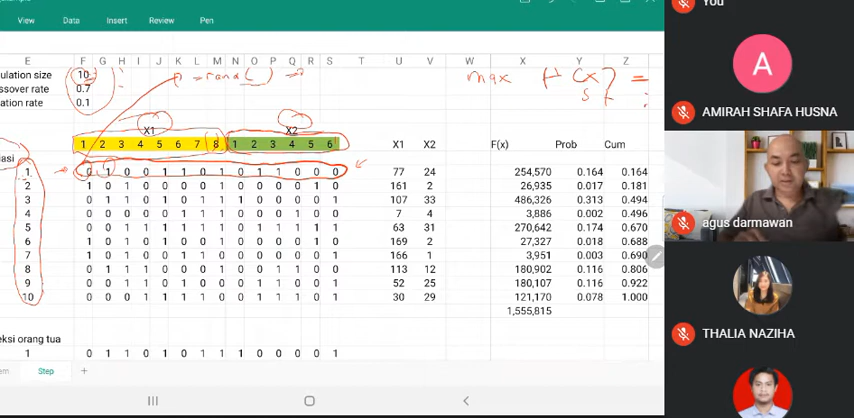 View Data Insert Review Pen
E F G H I J K L M N O P Q R S T U V W X Y Z
ulation size 10
ssover rate 0.7
ation rate 0.1
max
X1 X2
1 2 3 4 5 6 7 8 1 2 3 4 5 6 X1 X2 F(x) Prob Cum
asi
1 0 1 0 0 1 1 0 1 0 1 1 0 0 0 77 24 254,570 0.164 0.164
2 1 0 1 0 0 0 0 1 0 0 0 0 1 0 161 2 26,935 0.017 0.181
3 0 1 1 0 1 0 1 1 1 0 0 0 0 1 107 33 486,326 0.313 0.494
4 0 0 0 0 0 1 1 1 0 0 0 1 0 0 7 4 3,886 0.002 0.496
5 0 0 1 1 1 1 1 1 0 1 1 1 1 1 63 31 270,642 0.174 0.670
6 1 0 1 0 1 0 0 1 0 0 0 0 1 0 169 2 27,327 0.018 0.688
7 1 0 1 0 0 1 1 0 0 0 0 0 0 1 166 1 3,951 0.003 0.690
8 0 1 1 1 0 0 0 1 0 0 1 1 0 0 113 12 180,902 0.116 0.806
9 0 0 1 1 0 1 0 0 0 1 1 0 0 1 52 25 180,107 0.116 0.922
10 0 0 0 1 1 1 1 0 0 1 1 1 0 1 30 29 121,170 0.078 1.000
1,555,815
eksi orang tua
1 0 1 1 0 1 0 1 1 1 0 0 0 0 1
em Step +
You
A
AMIRAH SHAFA HUSNA
agus darmawan
THALIA NAZIHA